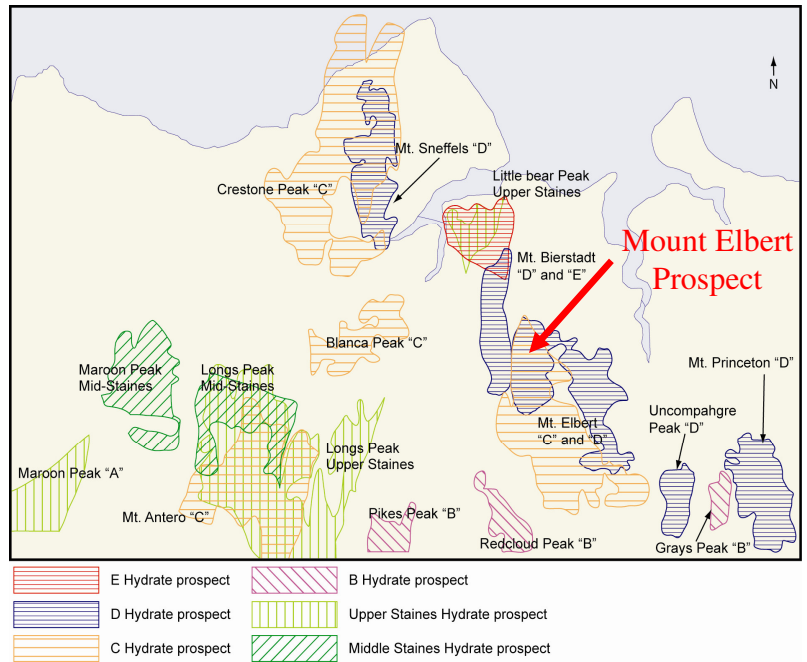 N
Mt. Sneffels “D”
Crestone Peak “C”
Little bear Peak
Upper Staines
Mount Elbert
Prospect
Mt. Bierstadt
“D” and “E”
Blanca Peak “C”
Maroon Peak
Mid-Staines
Longs Peak
Mid-Staines
Mt. Princeton “D”
Uncompahgre
Peak “D”
Mt. Elbert
“C” and “D”
Longs Peak
Upper Staines
Maroon Peak “A”
Mt. Antero “C”
Pikes Peak “B”
Redcloud Peak “B”
Grays Peak “B”
E Hydrate prospect
B Hydrate prospect
D Hydrate prospect
Upper Staines Hydrate prospect
C Hydrate prospect
Middle Staines Hydrate prospect